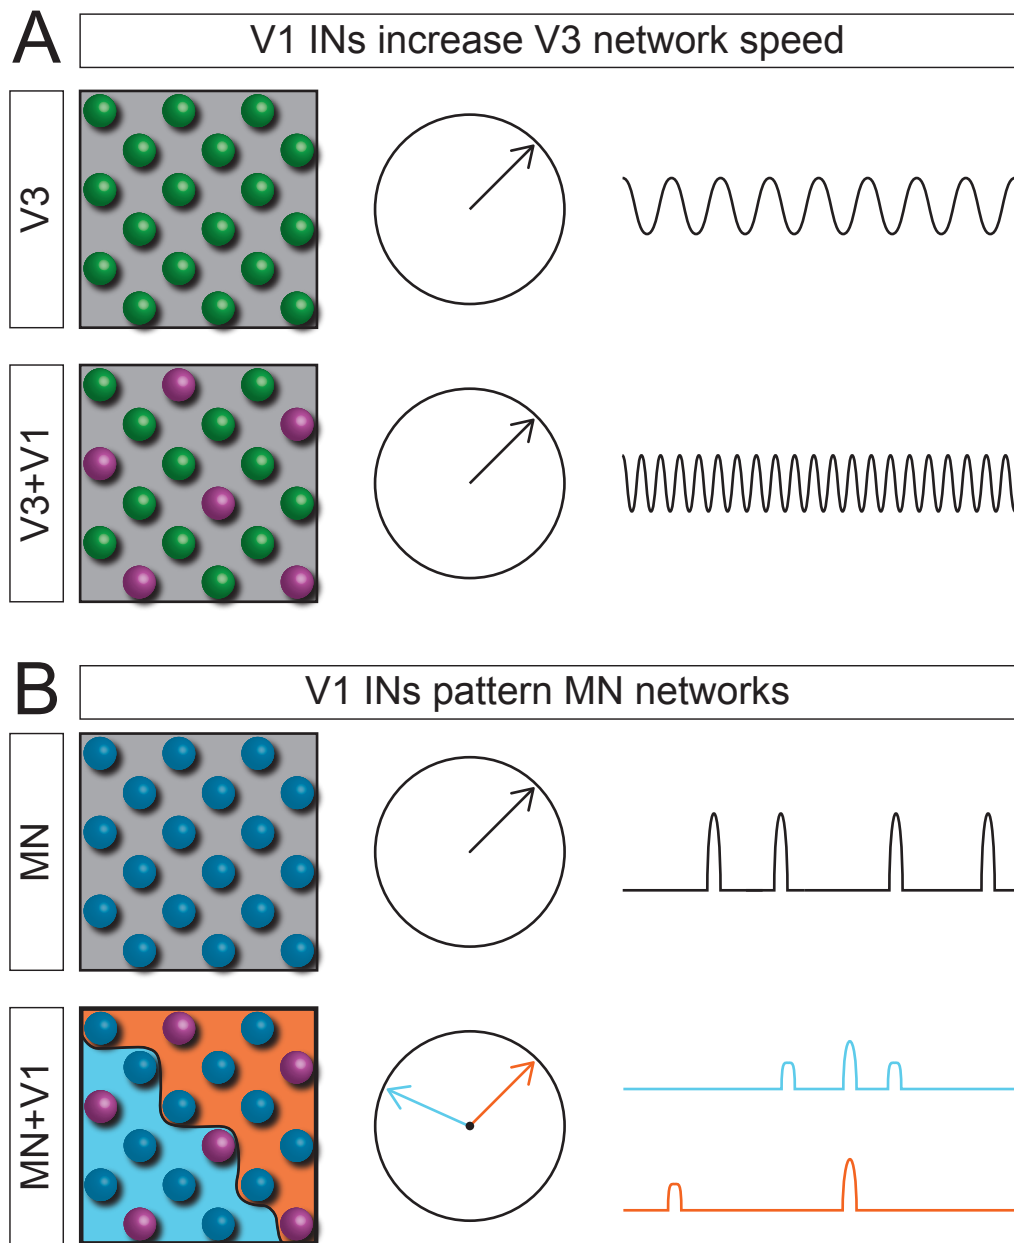 A
V1 INs increase V3 network speed
V3
V3+V1
B
V1 INs pattern MN networks
MN
MN+V1